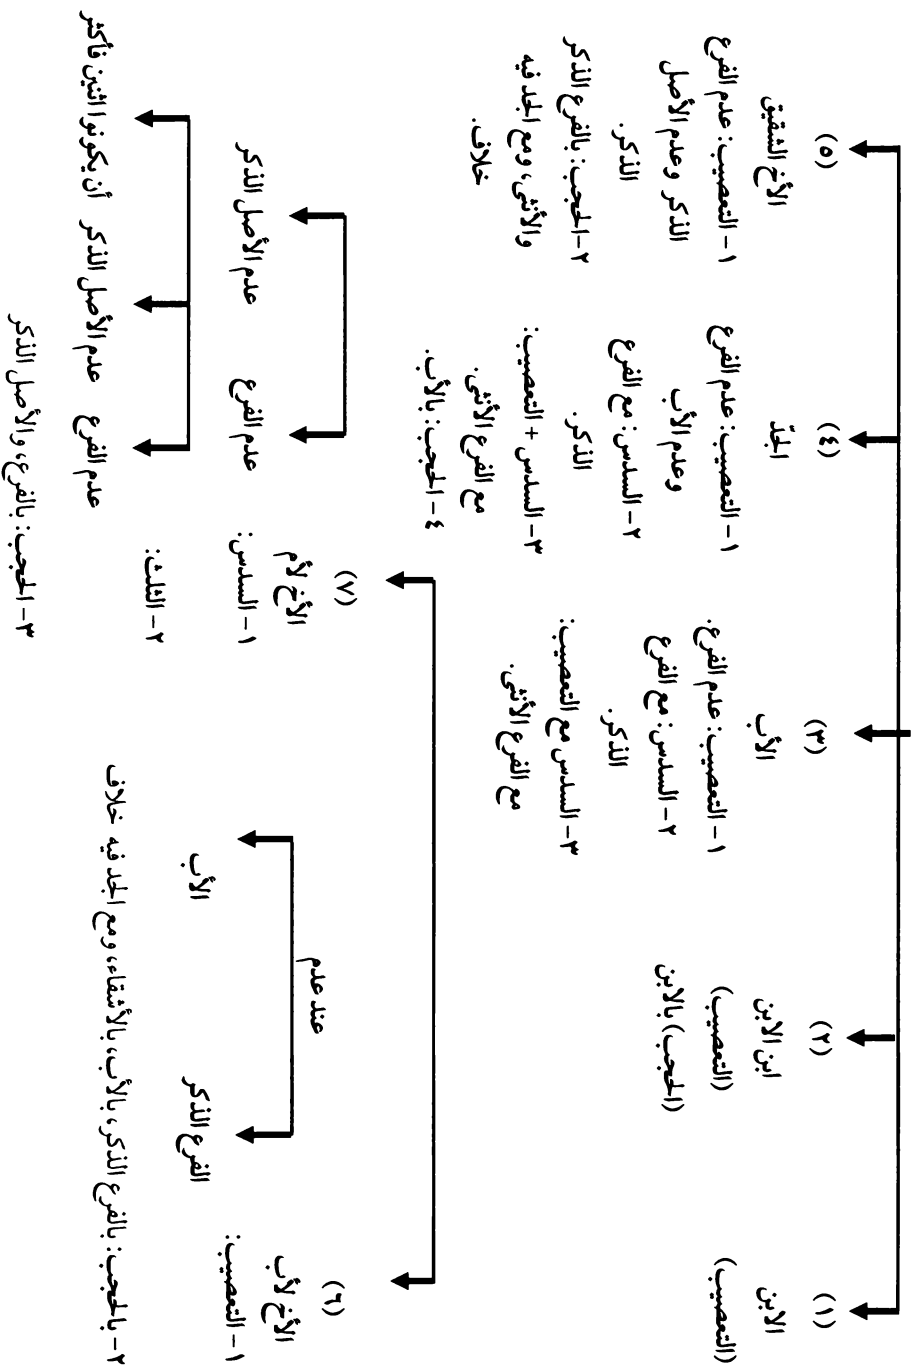 (١)
الابن
(التعصيب)
(٢)
ابن الابن
(التعصيب)
(الحجب) بالابن
(٣)
الأب
١ - التعصيب: عدم الفرع.
٢ - السدس: مع الفرع
الذكر.
٣ - السدس مع التعصيب:
مع الفرع الأنثى.
(٤)
الجدّ
١ - التعصيب: عدم الفرع
وعدم الأب
٢ - السدس: مع الفرع
الذكر.
٣ - السدس + التعصيب:
مع الفرع الأنثى.
٤ - الحجب: بالأب.
(٥)
الأخ الشقيق
١ - التعصيب: عدم الفرع
الذكر وعدم الأصل
الذكر.
٢ - الحجب: بالفرع الذكر
والأنثى، ومع الجد فيه
خلاف.
(٦)
الأخ لأب
١ - التعصيب:
عند عدم
الفرع الذكر
الأب
٢ - بالحجب: بالفرع الذكر، بالأب، بالأشقاء، ومع الجد فيه خلاف
(٧)
الأخ لأم
١ - السدس:
عدم الفرع
عدم الأصل الذكر
٢ - الثلث:
عدم الفرع
عدم الأصل الذكر
أن يكونوا اثنين فأكثر
٣ - الحجب: بالفرع، والأصل الذكر